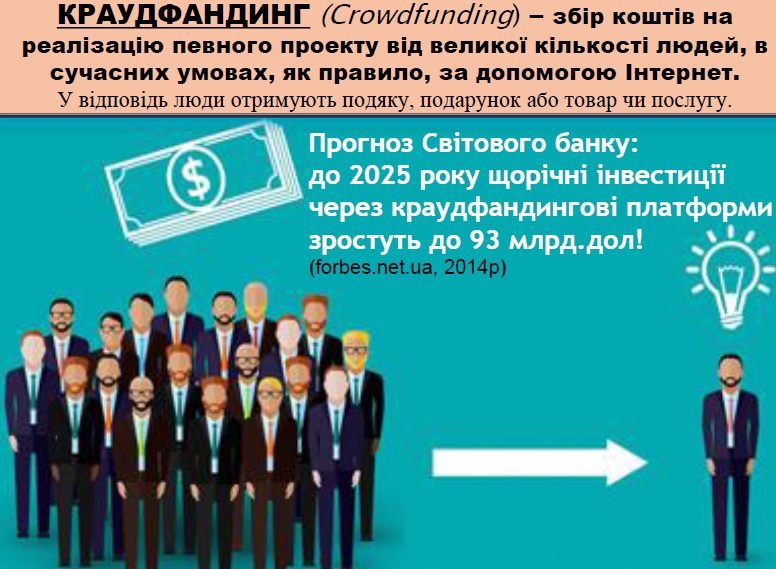 КРАУДФАНДИНГ (Crowdfunding) – збір коштів на
реалізацію певного проекту від великої кількості людей, в
сучасних умовах, як правило, за допомогою Інтернет.
У відповідь люди отримують подяку, подарунок або товар чи послугу.
$
Прогноз Світового банку:
до 2025 року щорічні інвестиції
через краудфандингові платформи
зростуть до 93 млрд.дол!
(forbes.net.ua, 2014р)